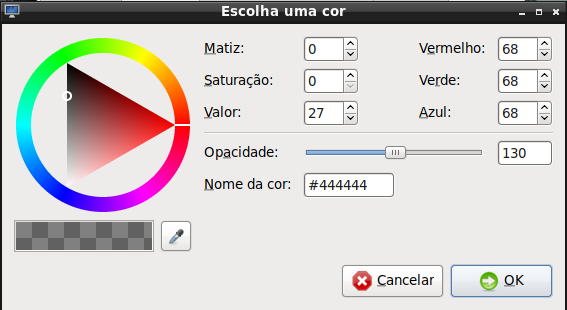 Escolha uma cor
Matiz: 0 Vermelho: 68
Saturação: 0 Verde: 68
Valor: 27 Azul: 68
Opacidade: 130
Nome da cor: #444444
Cancelar OK